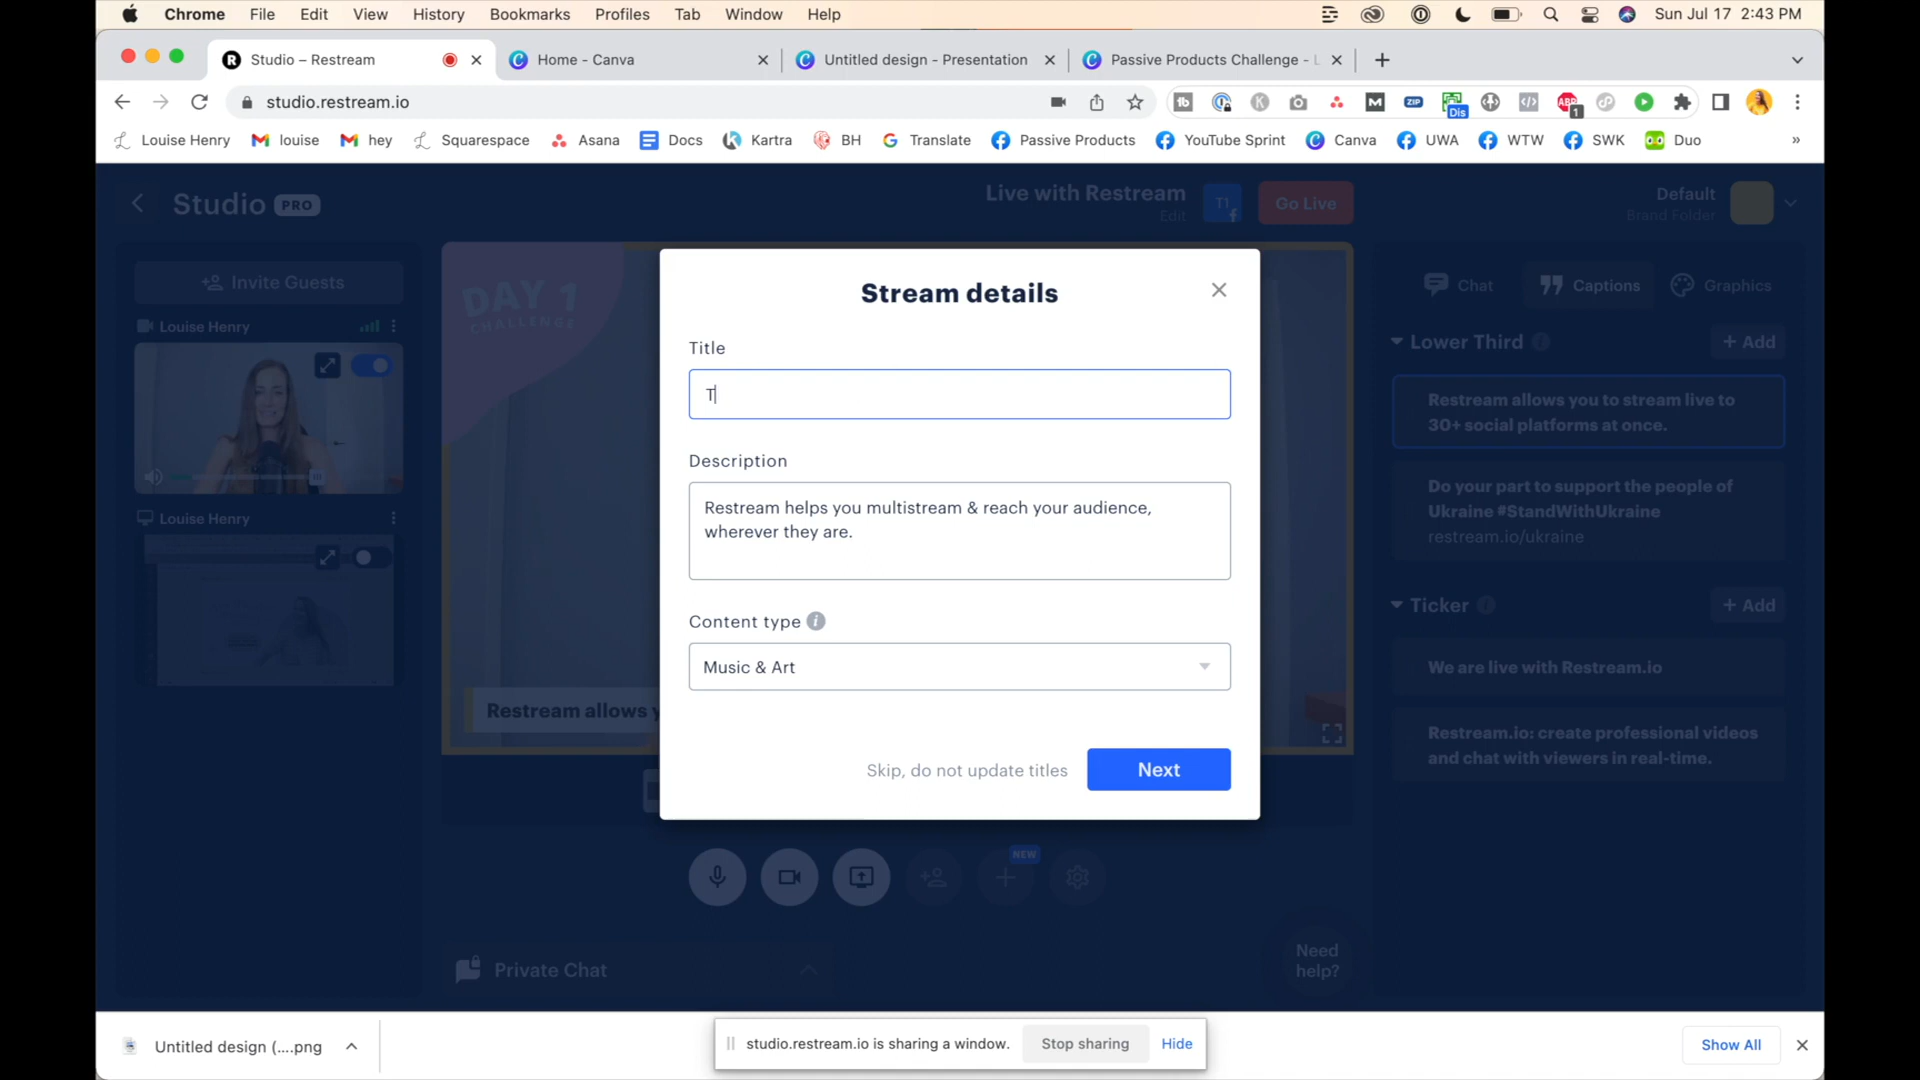 Chrome File Edit View History Bookmarks Profiles Tab Window Help Sun Jul 17 2:43 PM
Studio – Restream Home - Canva Untitled design - Presentation Passive Products Challenge - L
studio.restream.io
Louise Henry louise hey Squarespace Asana Docs Kartra BH Translate Passive Products YouTube Sprint Canva UWA WTW SWK Duo »
Studio PRO
Live with Restream
Edit
T1
Go Live
Default
Brand Folder
Invite Guests
Louise Henry
Louise Henry
DAY 1
CHALLENGE
Restream allows y
Stream details
Title
T
Description
Restream helps you multistream & reach your audience,
wherever they are.
Content type
Music & Art
Skip, do not update titles
Next
Chat Captions Graphics
Lower Third + Add
Restream allows you to stream live to
30+ social platforms at once.
Do your part to support the people of
Ukraine #StandWithUkraine
restream.io/ukraine
Ticker + Add
We are live with Restream.io
Restream.io: create professional videos
and chat with viewers in real-time.
NEW
Private Chat
Need
help?
Untitled design (....png
studio.restream.io is sharing a window. Stop sharing Hide
Show All